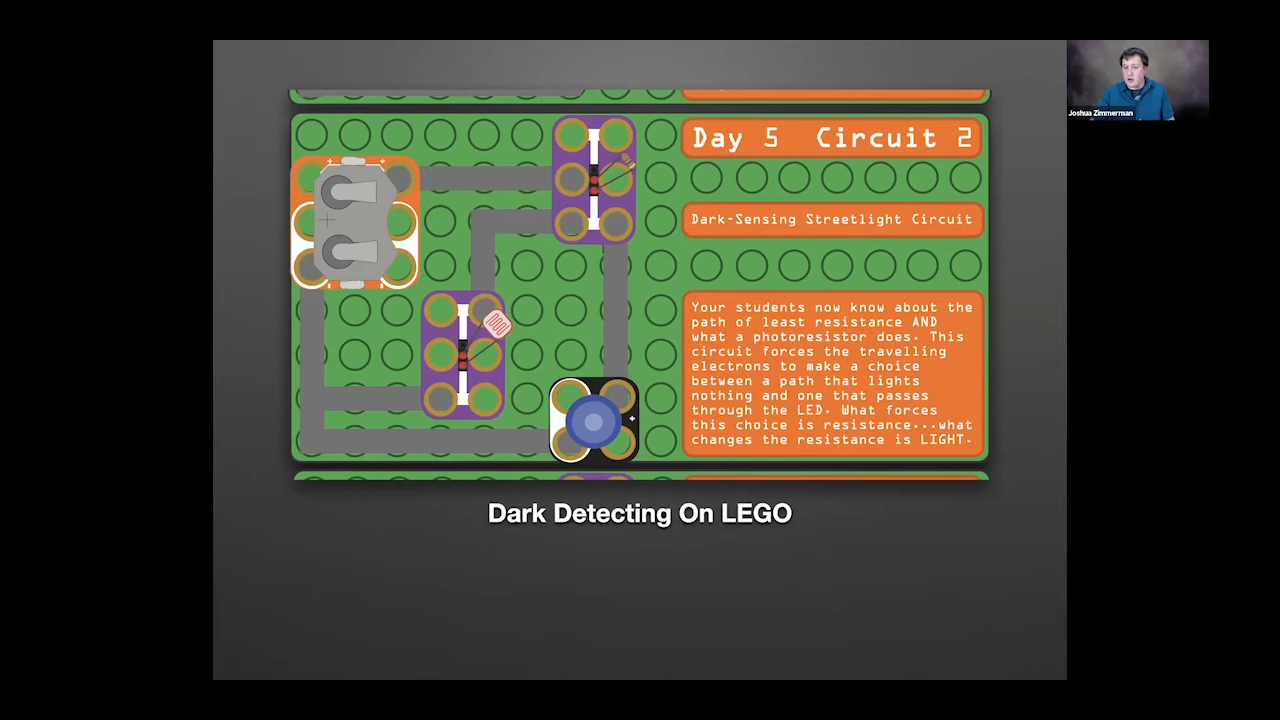 Joshua Zimmerman
Day 5 Circuit 2
Dark-Sensing Streetlight Circuit
Your students now know about the
path of least resistance AND
what a photoresistor does. This
circuit forces the travelling
electrons to make a choice
between a path that lights
nothing and one that passes
through the LED. What forces
this choice is resistance...what
changes the resistance is LIGHT.
Dark Detecting On LEGO